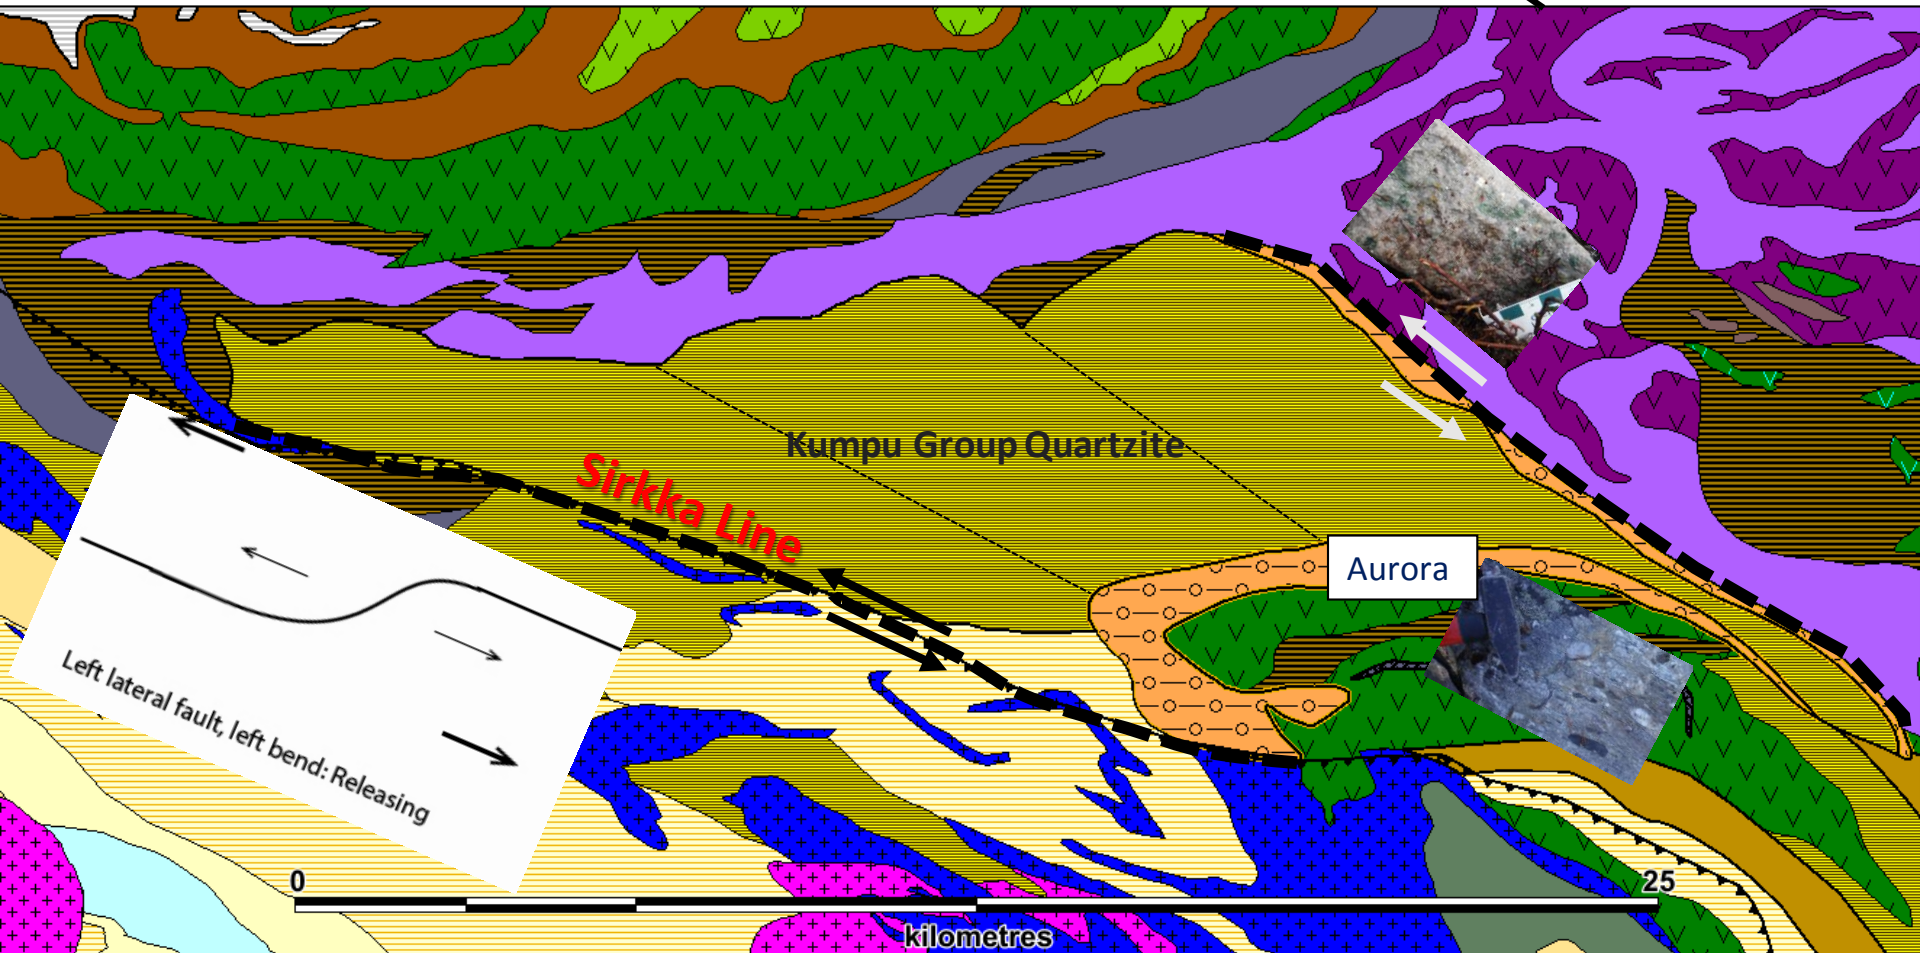 Kumpu Group Quartzite
Sirkka Line
Aurora
Left lateral fault, left bend: Releasing
0
25
kilometres